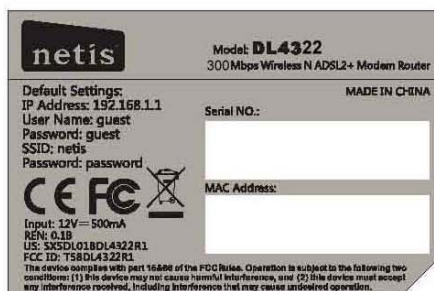 netis
Model: DL4322
300Mbps Wireless N ADSL2+ Modem Router
Default Settings:
IP Address: 192.168.1.1
User Name: guest
Password: guest
SSID: netis
Password: password
MADE IN CHINA
Serial NO.:
MAC Address:
CE FC
Input: 12V⎓500mA
REN: 0.1B
US: SX5DL01BDL4322R1
FCC ID: T58DL4322R1
The device complies with part 15&68 of the FCC Rules. Operation is subject to the following two
conditions: (1) this device may not cause harmful interference, and (2) this device must accept
any interference received, including interference that may cause undesired operation.